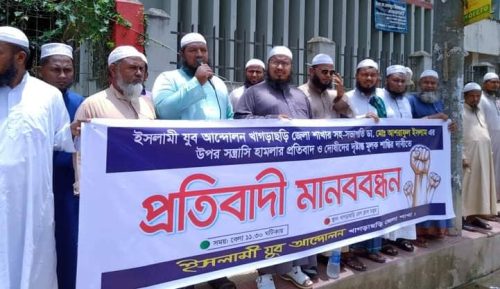 ইসলামী যুব আন্দোলন খাগড়াছড়ি জেলা শাখার সহ-সভাপতি ডা. মোঃ আশরাফুল ইসলাম এর
উপর সন্ত্রাসি হামলার প্রতিবাদ ও দোষীদের দৃষ্টান্ত মূলক শাস্তির দাবীতে
প্রতিবাদী মানববন্ধন
সময়: বেলা ১১.৩০ ঘটিকায়
ইসলামী যুব আন্দোলন খাগড়াছড়ি জেলা শাখা।